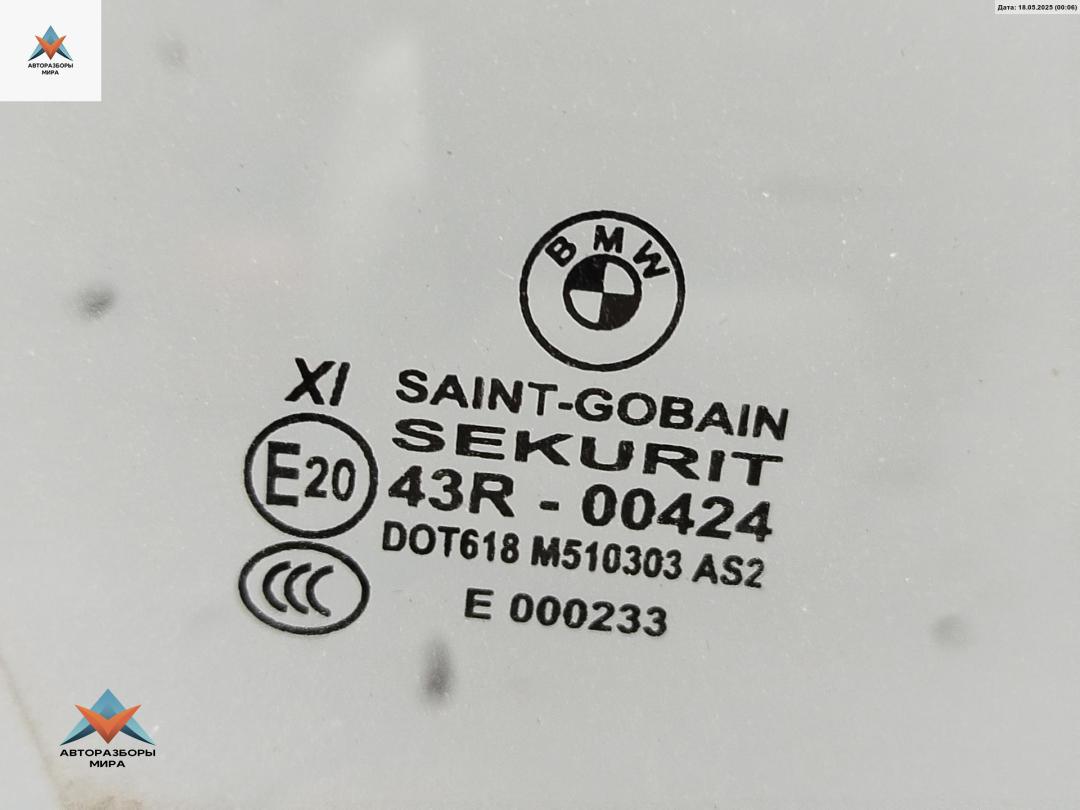 Дата: 18.05.2025 (00:06)
АВТОРАЗБОРЫ
МИРА
BMW
XI
SAINT-GOBAIN
SEKURIT
E20
43R - 00424
DOT618 M510303 AS2
CCC
E 000233
АВТОРАЗБОРЫ
МИРА